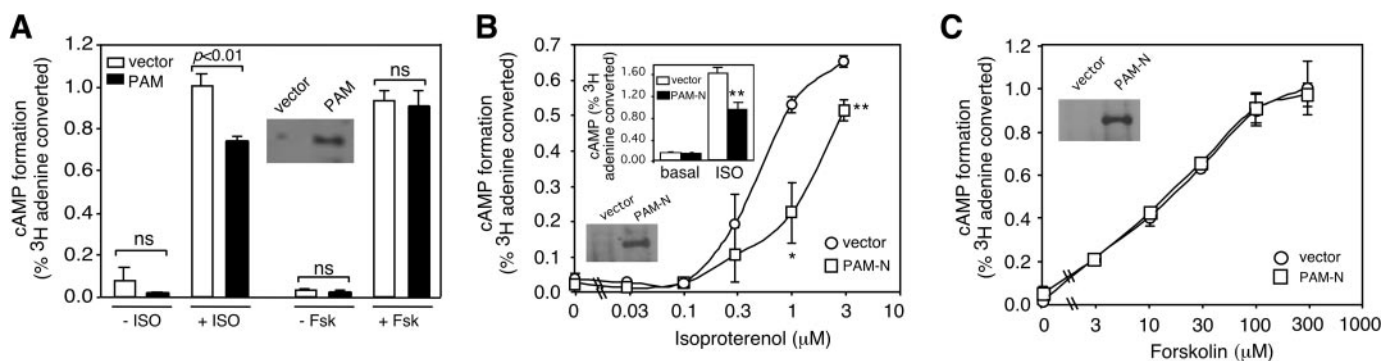 A
cAMP formation
(% ³H adenine converted)
1.2
1.0
0.8
0.6
0.4
0.2
0.0
vector
PAM
p<0.01
ns
vector
PAM
ns
ns
- ISO
+ ISO
- Fsk
+ Fsk
B
cAMP formation
(% ³H adenine converted)
0.7
0.6
0.5
0.4
0.3
0.2
0.1
0.0
cAMP (% ³H
adenine converted)
1.60
1.20
0.80
0.40
0.00
vector
PAM-N
**
basal
ISO
vector
PAM-N
**
*
vector
PAM-N
0
0.03
0.1
0.3
1
3
Isoproterenol (μM)
C
cAMP formation
(% ³H adenine converted)
1.2
1.0
0.8
0.6
0.4
0.2
0.0
vector
PAM-N
vector
PAM-N
0
3
10
30
100
300
1000
Forskolin (μM)